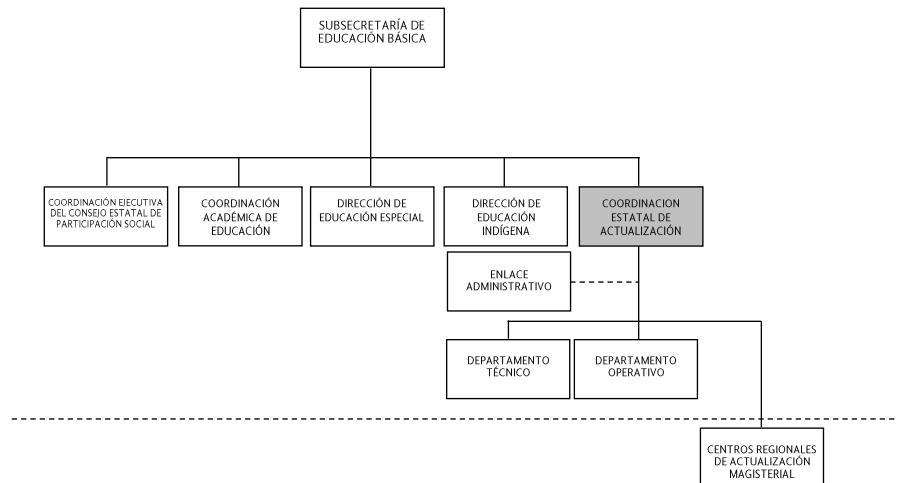 SUBSECRETARÍA DE
EDUCACIÓN BÁSICA
COORDINACIÓN EJECUTIVA
DEL CONSEJO ESTATAL DE
PARTICIPACIÓN SOCIAL
COORDINACIÓN
ACADÉMICA DE
EDUCACIÓN
DIRECCIÓN DE
EDUCACIÓN ESPECIAL
DIRECCIÓN DE
EDUCACIÓN
INDÍGENA
COORDINACION
ESTATAL DE
ACTUALIZACIÓN
ENLACE
ADMINISTRATIVO
DEPARTAMENTO
TÉCNICO
DEPARTAMENTO
OPERATIVO
CENTROS REGIONALES
DE ACTUALIZACIÓN
MAGISTERIAL